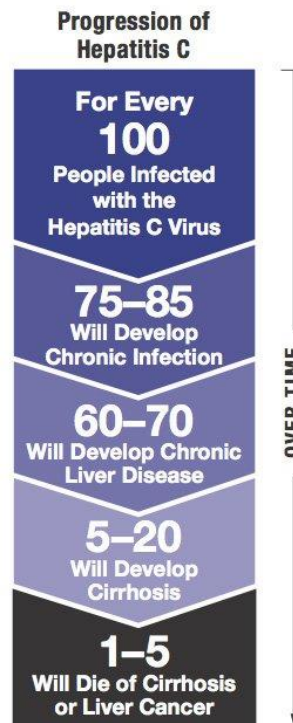 Progression of
Hepatitis C
For Every
100
People Infected
with the
Hepatitis C Virus
75–85
Will Develop
Chronic Infection
60–70
Will Develop Chronic
Liver Disease
5–20
Will Develop
Cirrhosis
1–5
Will Die of Cirrhosis
or Liver Cancer
OVER TIME